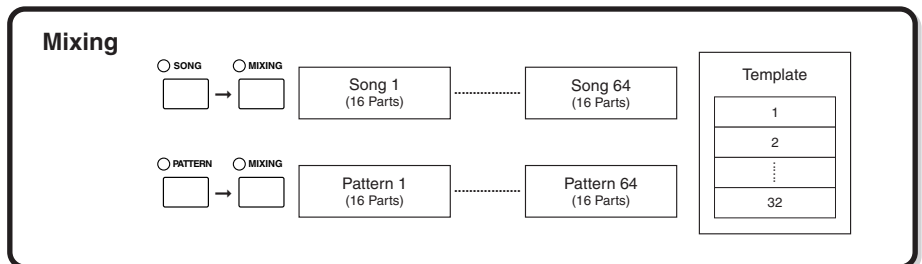 Mixing
SONG MIXING
Song 1
(16 Parts)
Song 64
(16 Parts)
PATTERN MIXING
Pattern 1
(16 Parts)
Pattern 64
(16 Parts)
Template
1
2
32